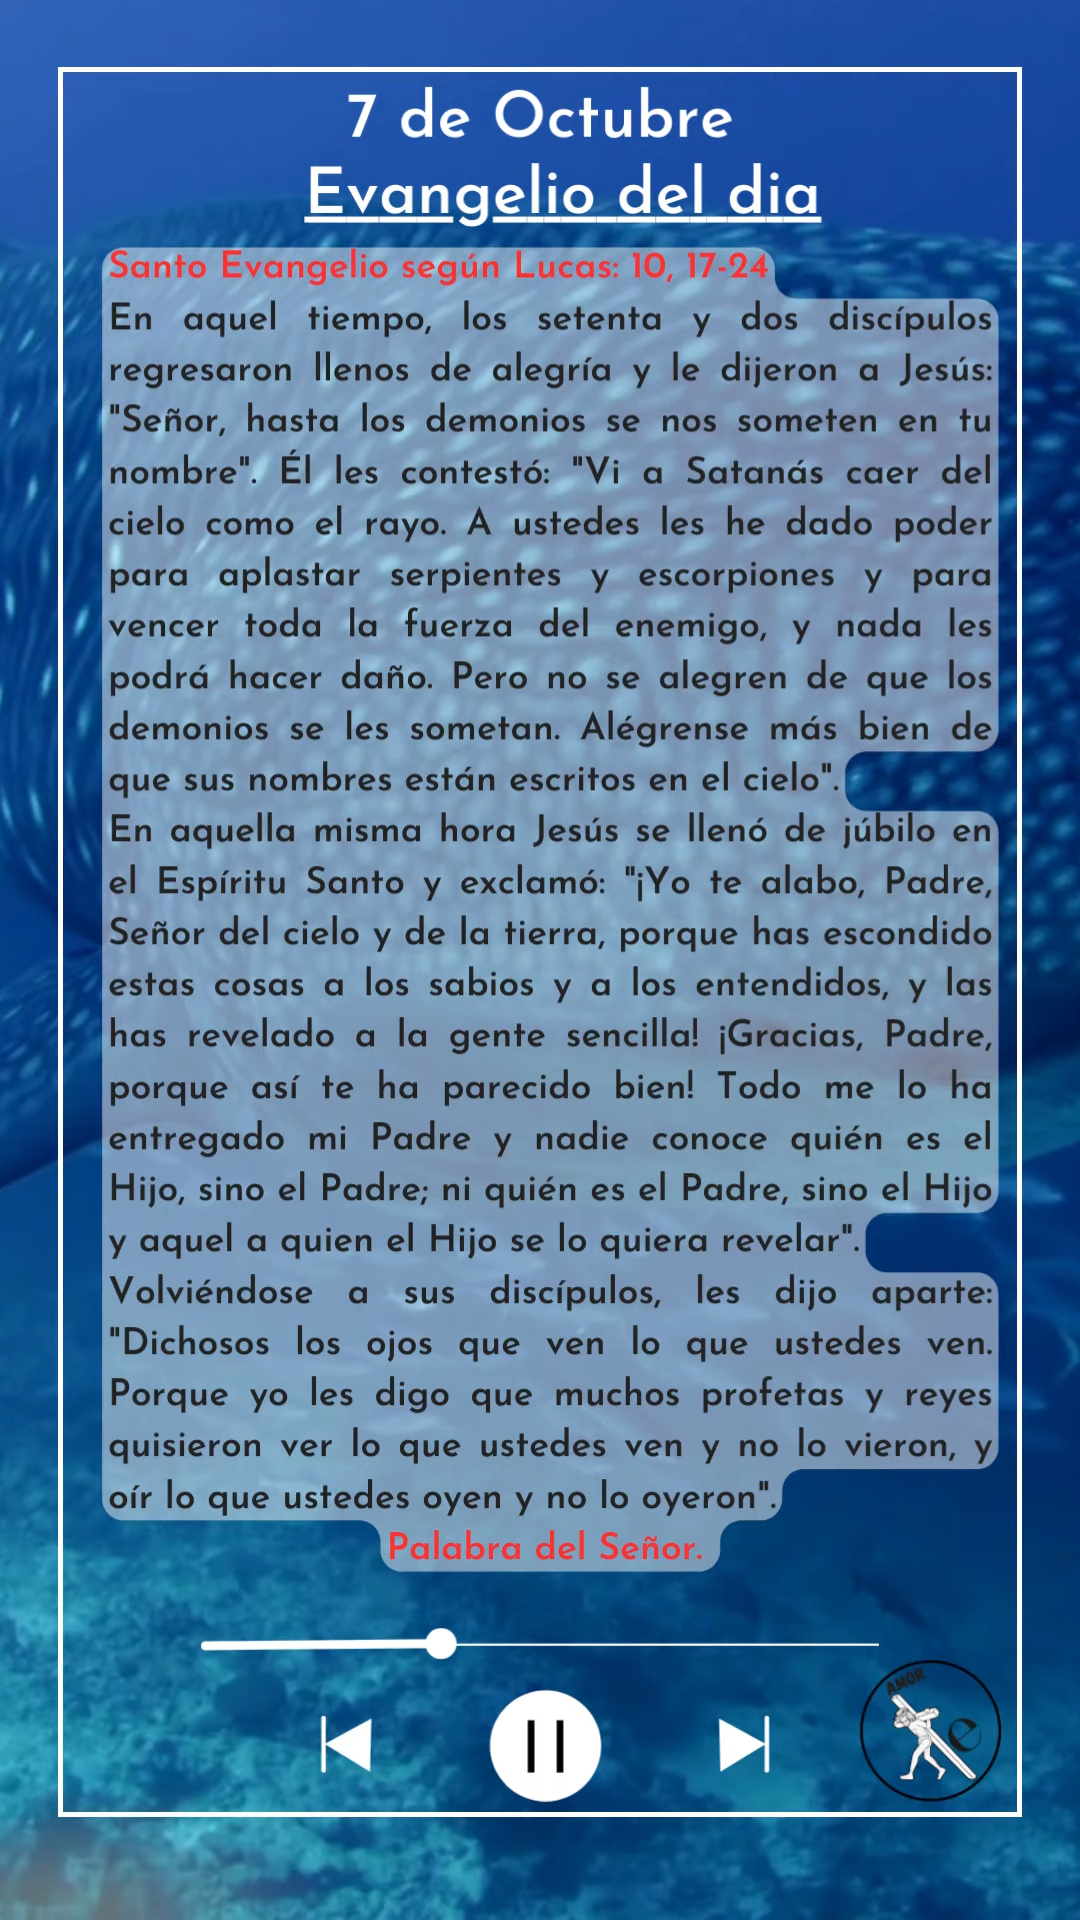 7 de Octubre
Evangelio del dia
Santo Evangelio según Lucas: 10, 17-24
En aquel tiempo, los setenta y dos discípulos
regresaron llenos de alegría y le dijeron a Jesús:
"Señor, hasta los demonios se nos someten en tu
nombre". Él les contestó: "Vi a Satanás caer del
cielo como el rayo. A ustedes les he dado poder
para aplastar serpientes y escorpiones y para
vencer toda la fuerza del enemigo, y nada les
podrá hacer daño. Pero no se alegren de que los
demonios se les sometan. Alégrense más bien de
que sus nombres están escritos en el cielo".
En aquella misma hora Jesús se llenó de júbilo en
el Espíritu Santo y exclamó: "¡Yo te alabo, Padre,
Señor del cielo y de la tierra, porque has escondido
estas cosas a los sabios y a los entendidos, y las
has revelado a la gente sencilla! ¡Gracias, Padre,
porque así te ha parecido bien! Todo me lo ha
entregado mi Padre y nadie conoce quién es el
Hijo, sino el Padre; ni quién es el Padre, sino el Hijo
y aquel a quien el Hijo se lo quiera revelar".
Volviéndose a sus discípulos, les dijo aparte:
"Dichosos los ojos que ven lo que ustedes ven.
Porque yo les digo que muchos profetas y reyes
quisieron ver lo que ustedes ven y no lo vieron, y
oír lo que ustedes oyen y no lo oyeron".
Palabra del Señor.
AMOR
e